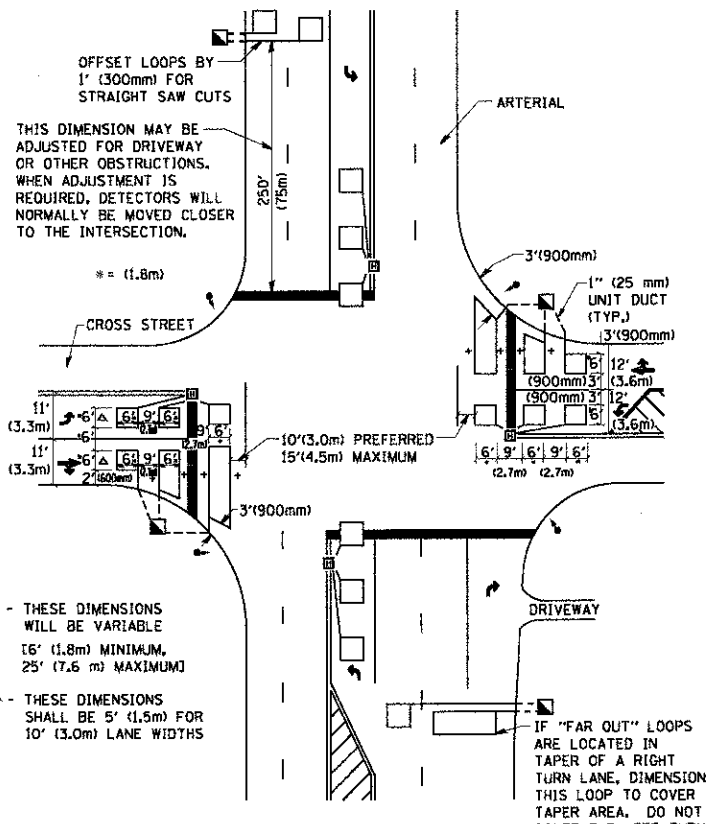 OFFSET LOOPS BY
1' (300mm) FOR
STRAIGHT SAW CUTS
ARTERIAL
THIS DIMENSION MAY BE
ADJUSTED FOR DRIVEWAY
OR OTHER OBSTRUCTIONS.
WHEN ADJUSTMENT IS
REQUIRED, DETECTORS WILL
NORMALLY BE MOVED CLOSER
TO THE INTERSECTION.
250'
(75m)
* = (1.8m)
H
3'(900mm)
1" (25 mm)
UNIT DUCT
(TYP.)
CROSS STREET
3'(900mm)
6' 12'
(900mm) 3' (3.6m)
(900mm) 3' 12'
6' (3.6m)
H
H
11'
(3.3m)
6' 6' 9' 6'
6'
9' 6'
(2.7m)
11'
(3.3m)
6' 6' 9' 6'
2' (600mm)
10'(3.0m) PREFERRED
15'(4.5m) MAXIMUM
6' 9' 6' 9' 6'
(2.7m) (2.7m)
3'(900mm)
H
DRIVEWAY
- THESE DIMENSIONS
WILL BE VARIABLE
[6' (1.8m) MINIMUM,
25' (7.6 m) MAXIMUM]
- THESE DIMENSIONS
SHALL BE 5' (1.5m) FOR
10' (3.0m) LANE WIDTHS
IF "FAR OUT" LOOPS
ARE LOCATED IN
TAPER OF A RIGHT
TURN LANE, DIMENSION
THIS LOOP TO COVER
TAPER AREA. DO NOT